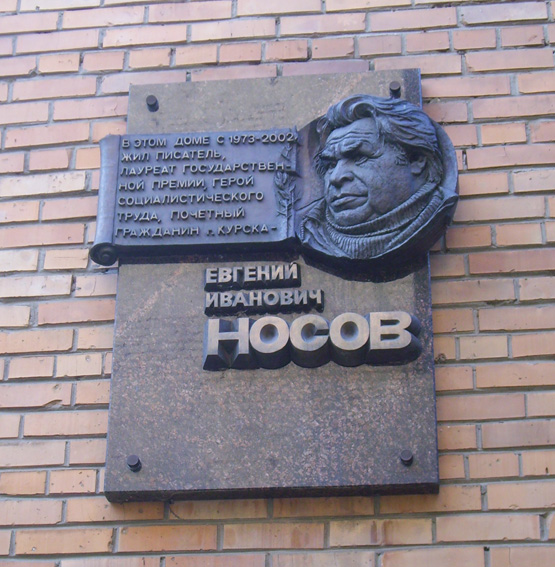 В ЭТОМ ДОМЕ С 1973-2002
ЖИЛ ПИСАТЕЛЬ,
ЛАУРЕАТ ГОСУДАРСТВЕН
НОЙ ПРЕМИИ ГЕРОЙ
СОЦИАЛИСТИЧЕСКОГО
ТРУДА, ПОЧЕТНЫЙ
ГРАЖДАНИН г. КУРСКА-
ЕВГЕНИЙ
ИВАНОВИЧ
НОСОВ